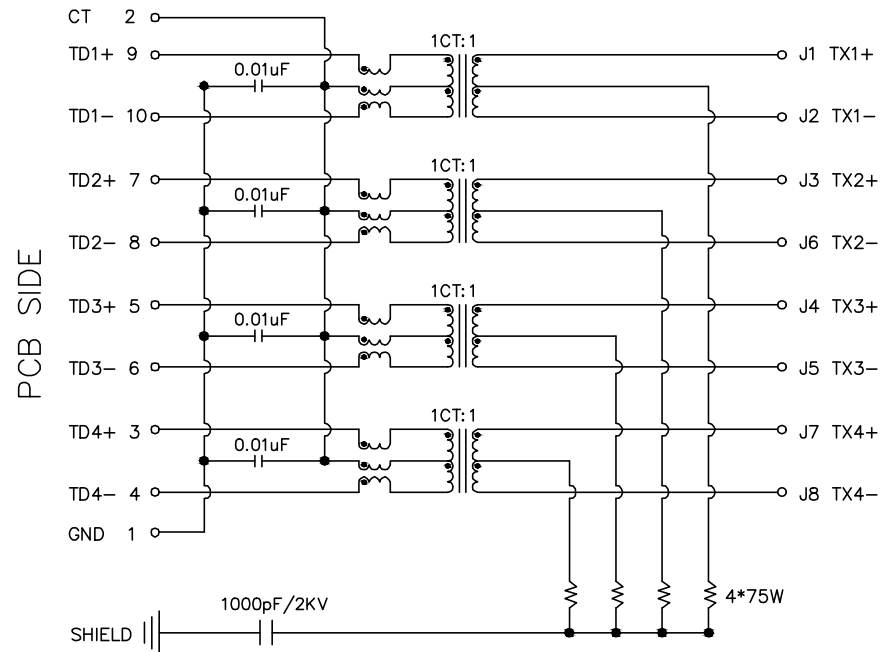 CT 2
1CT:1
TD1+ 9
J1 TX1+
0.01uF
TD1- 10
J2 TX1-
1CT:1
TD2+ 7
J3 TX2+
0.01uF
TD2- 8
J6 TX2-
PCB SIDE
1CT:1
TD3+ 5
J4 TX3+
0.01uF
TD3- 6
J5 TX3-
1CT:1
TD4+ 3
J7 TX4+
0.01uF
TD4- 4
J8 TX4-
GND 1
4*75W
1000pF/2KV
SHIELD